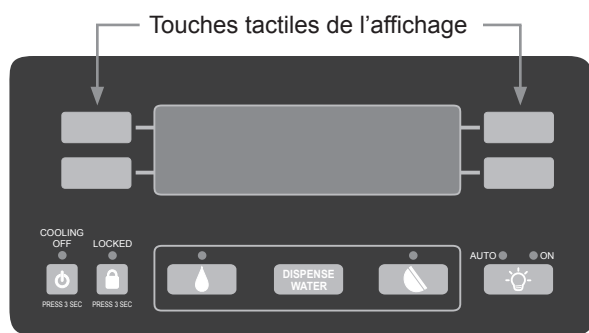 Touches tactiles de l’affichage
COOLING
OFF
LOCKED
AUTO
ON
DISPENSE
WATER
PRESS 3 SEC
PRESS 3 SEC